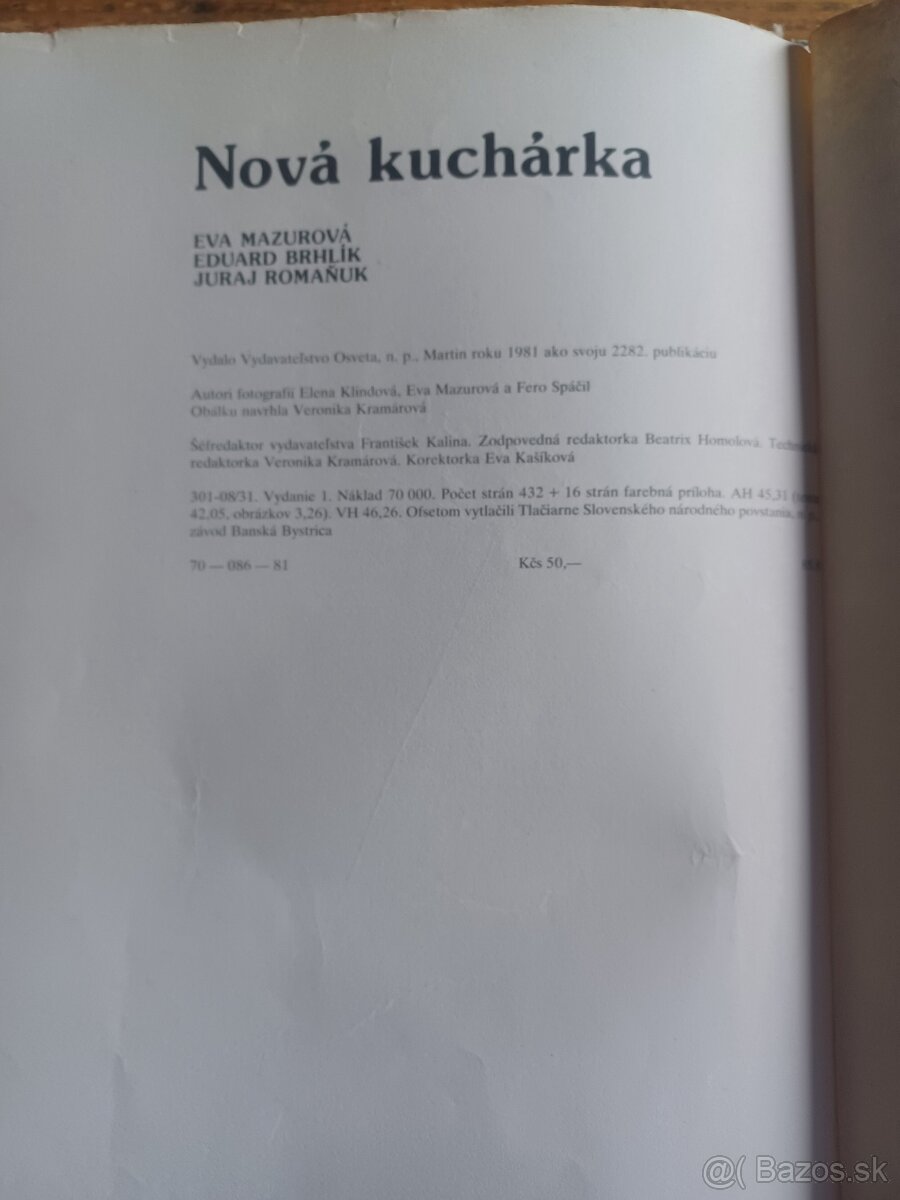 Nová kuchárka
EVA MAZUROVÁ
EDUARD BRHLÍK
JURAJ ROMAŇUK
Vydalo Vydavateľstvo Osveta, n. p., Martin roku 1981 ako svoju 2282. publikáciu
Autori fotografií Elena Klindová, Eva Mazurová a Fero Spáčil
Obálku navrhla Veronika Kramárová
Šéfredaktor vydavateľstva František Kalina. Zodpovedná redaktorka Beatrix Homolová.
redaktorka Veronika Kramárová. Korektorka Eva Kašíková
301-08/31. Vydanie 1. Náklad 70 000. Počet strán 432 + 16 strán farebná príloha. AH 45,31
42,05, obrázkov 3,26). VH 46,26. Ofsetom vytlačili Tlačiarne Slovenského národného povstania,
závod Banská Bystrica
70 — 086 — 81 Kčs 50,—
@( Bazos.sk